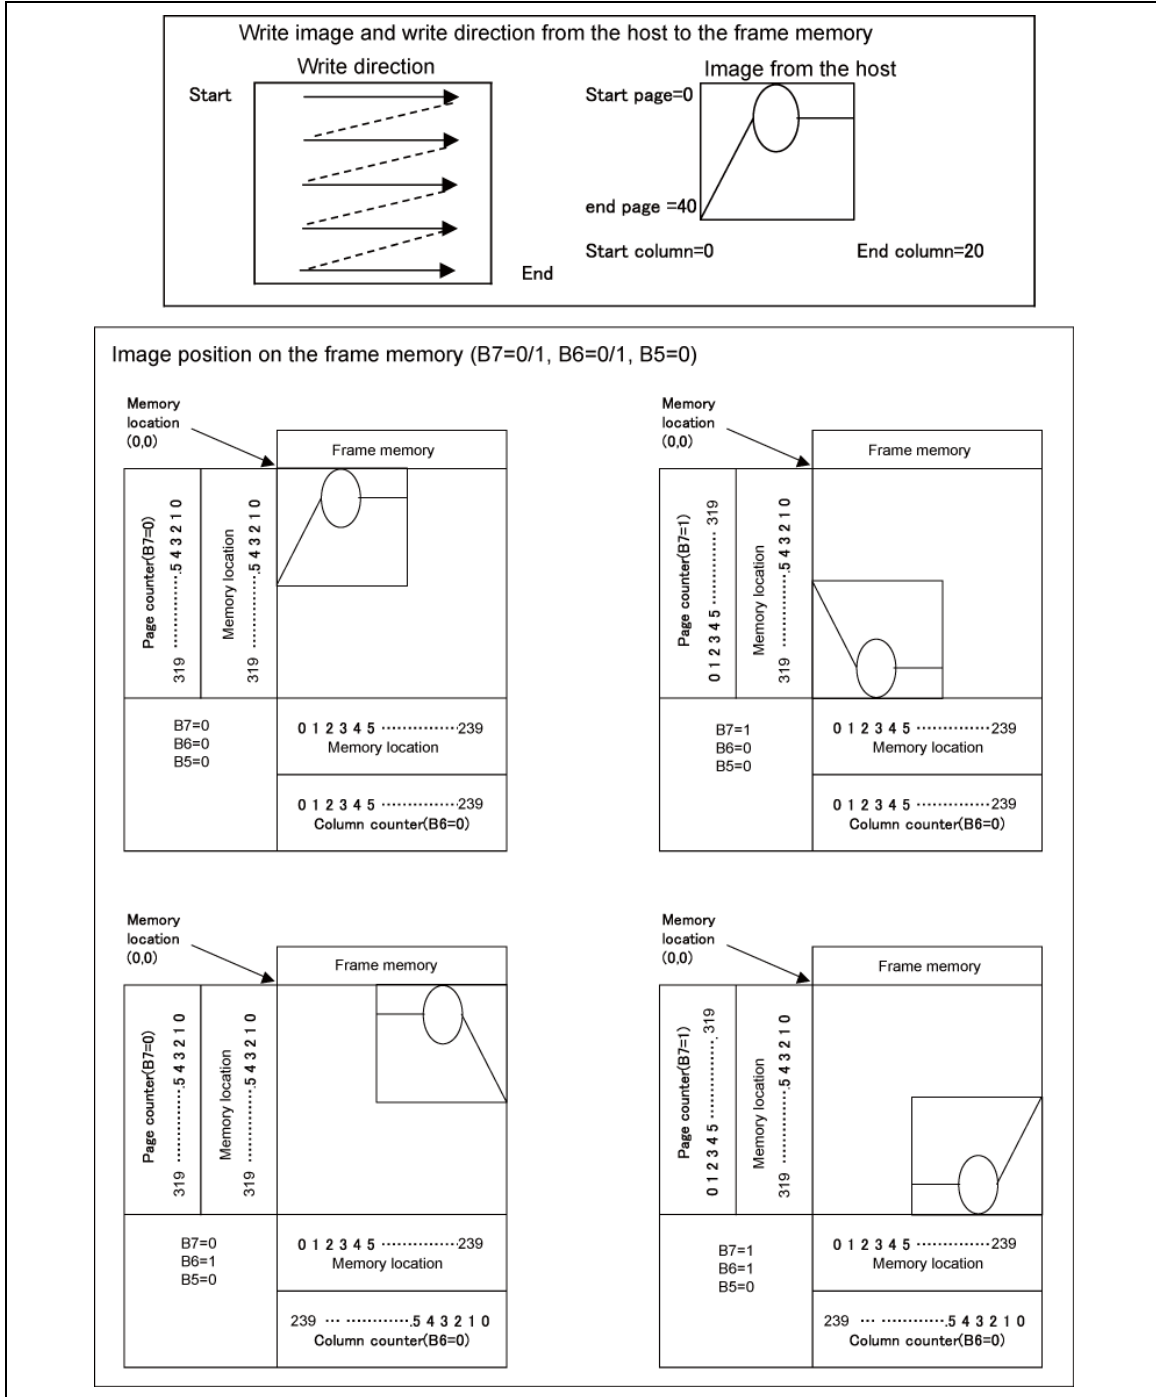 Write image and write direction from the host to the frame memory
Write direction
Image from the host
Start
Start page=0
end page =40
Start column=0
End column=20
End
Image position on the frame memory (B7=0/1, B6=0/1, B5=0)
Memory
location
(0,0)
Frame memory
Page counter(B7=0)
319 ··············.5 4 3 2 1 0
Memory location
319 ··············.5 4 3 2 1 0
B7=0
B6=0
B5=0
0 1 2 3 4 5 ··············239
Memory location
0 1 2 3 4 5 ··············239
Column counter(B6=0)
Memory
location
(0,0)
Frame memory
Page counter(B7=1)
0 1 2 3 4 5 ·············· 319
Memory location
319 ··············.5 4 3 2 1 0
B7=1
B6=0
B5=0
0 1 2 3 4 5 ··············239
Memory location
0 1 2 3 4 5 ··············239
Column counter(B6=0)
Memory
location
(0,0)
Frame memory
Page counter(B7=0)
319 ··············.5 4 3 2 1 0
Memory location
319 ··············.5 4 3 2 1 0
B7=0
B6=1
B5=0
0 1 2 3 4 5 ··············239
Memory location
239 ··· ············.5 4 3 2 1 0
Column counter(B6=0)
Memory
location
(0,0)
Frame memory
Page counter(B7=1)
0 1 2 3 4 5 ··············. 319
Memory location
319 ··············.5 4 3 2 1 0
B7=1
B6=1
B5=0
0 1 2 3 4 5 ··············239
Memory location
239 ··· ············.5 4 3 2 1 0
Column counter(B6=0)